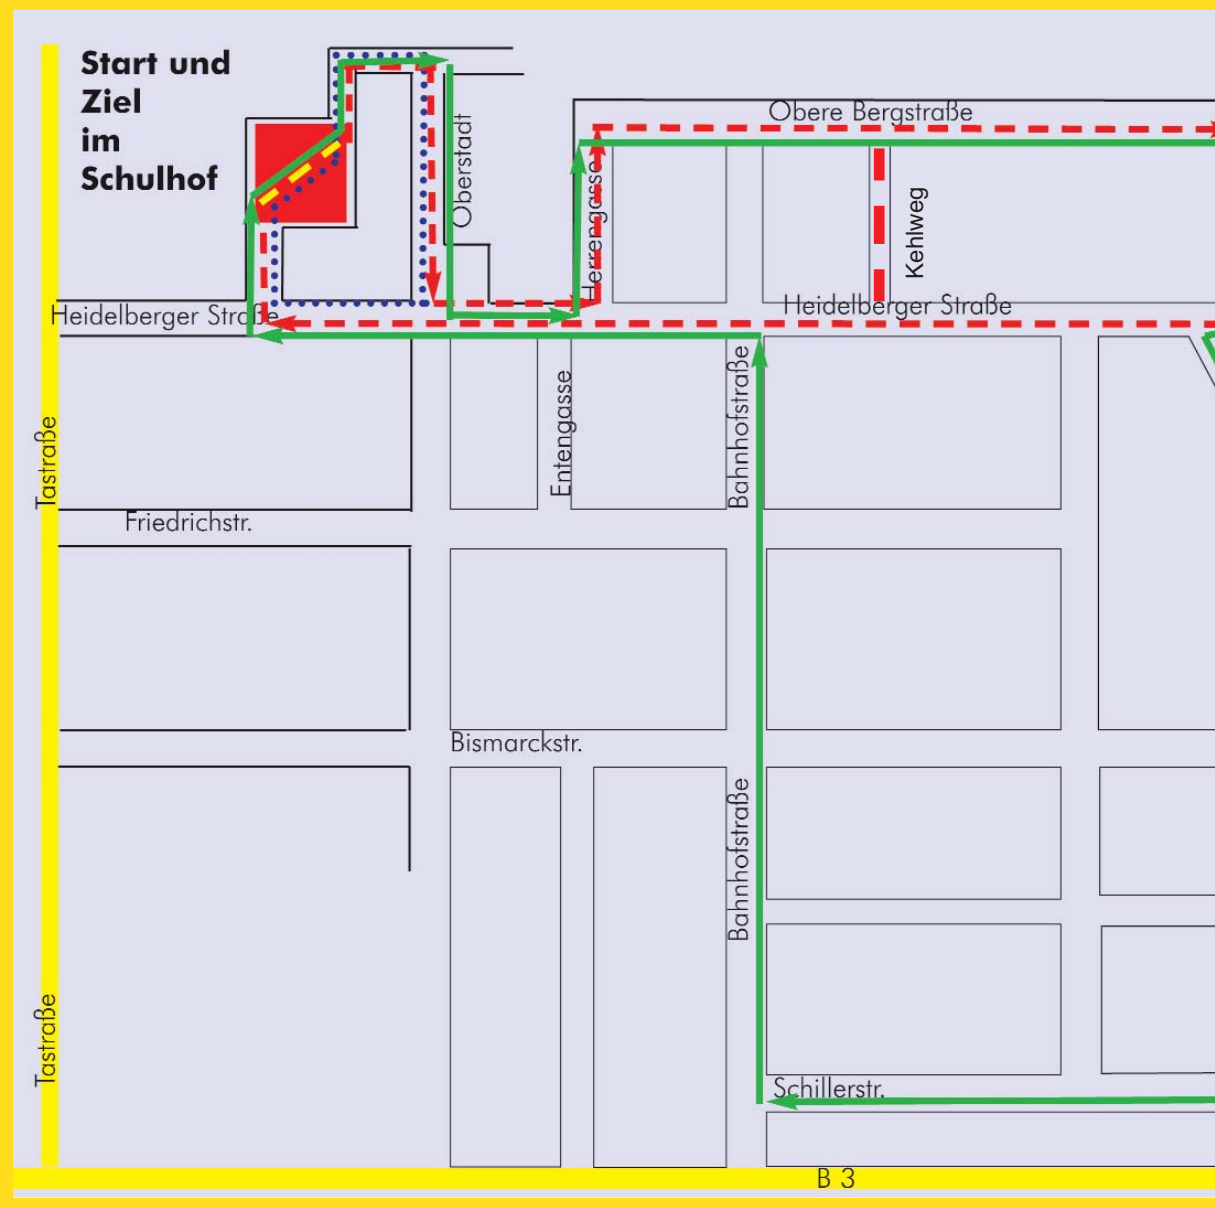 Start und
Ziel
im
Schulhof
Obere Bergstraße
Oberstadt
Herrengasse
Kehlweg
Heidelberger Straße
Heidelberger Straße
Entengasse
Bahnhofstraße
Tastraße
Friedrichstr.
Bismarckstr.
Bahnhofstraße
Tastraße
Schillerstr.
B 3